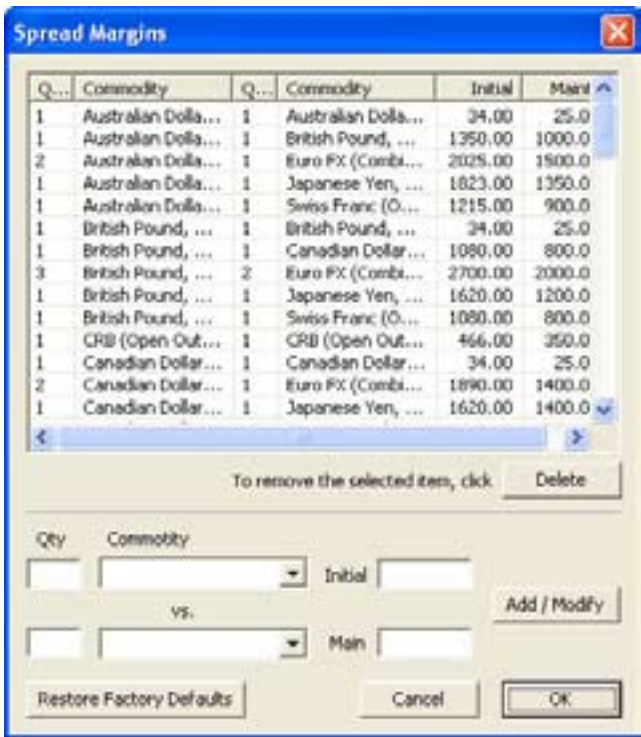 Spread Margins
Q... Commodity Q... Commodity Initial Maint
1 Australian Dolla... 1 Australian Dolla... 34.00 25.0
1 Australian Dolla... 1 British Pound, ... 1350.00 1000.0
2 Australian Dolla... 1 Euro FX (Combi... 2025.00 1500.0
1 Australian Dolla... 1 Japanese Yen, ... 1823.00 1350.0
1 Australian Dolla... 1 Swiss Franc (O... 1215.00 900.0
1 British Pound, ... 1 British Pound, ... 34.00 25.0
1 British Pound, ... 1 Canadian Dollar... 1080.00 800.0
3 British Pound, ... 2 Euro FX (Combi... 2700.00 2000.0
1 British Pound, ... 1 Japanese Yen, ... 1620.00 1200.0
1 British Pound, ... 1 Swiss Franc (O... 1080.00 800.0
1 CRB (Open Out... 1 CRB (Open Out... 466.00 350.0
1 Canadian Dollar... 1 Canadian Dollar... 34.00 25.0
2 Canadian Dollar... 1 Euro FX (Combi... 1890.00 1400.0
1 Canadian Dollar... 1 Japanese Yen, ... 1620.00 1400.0
To remove the selected item, click Delete
Qty Commotity
Initial
vs.
Add / Modify
Main
Restore Factory Defaults Cancel OK